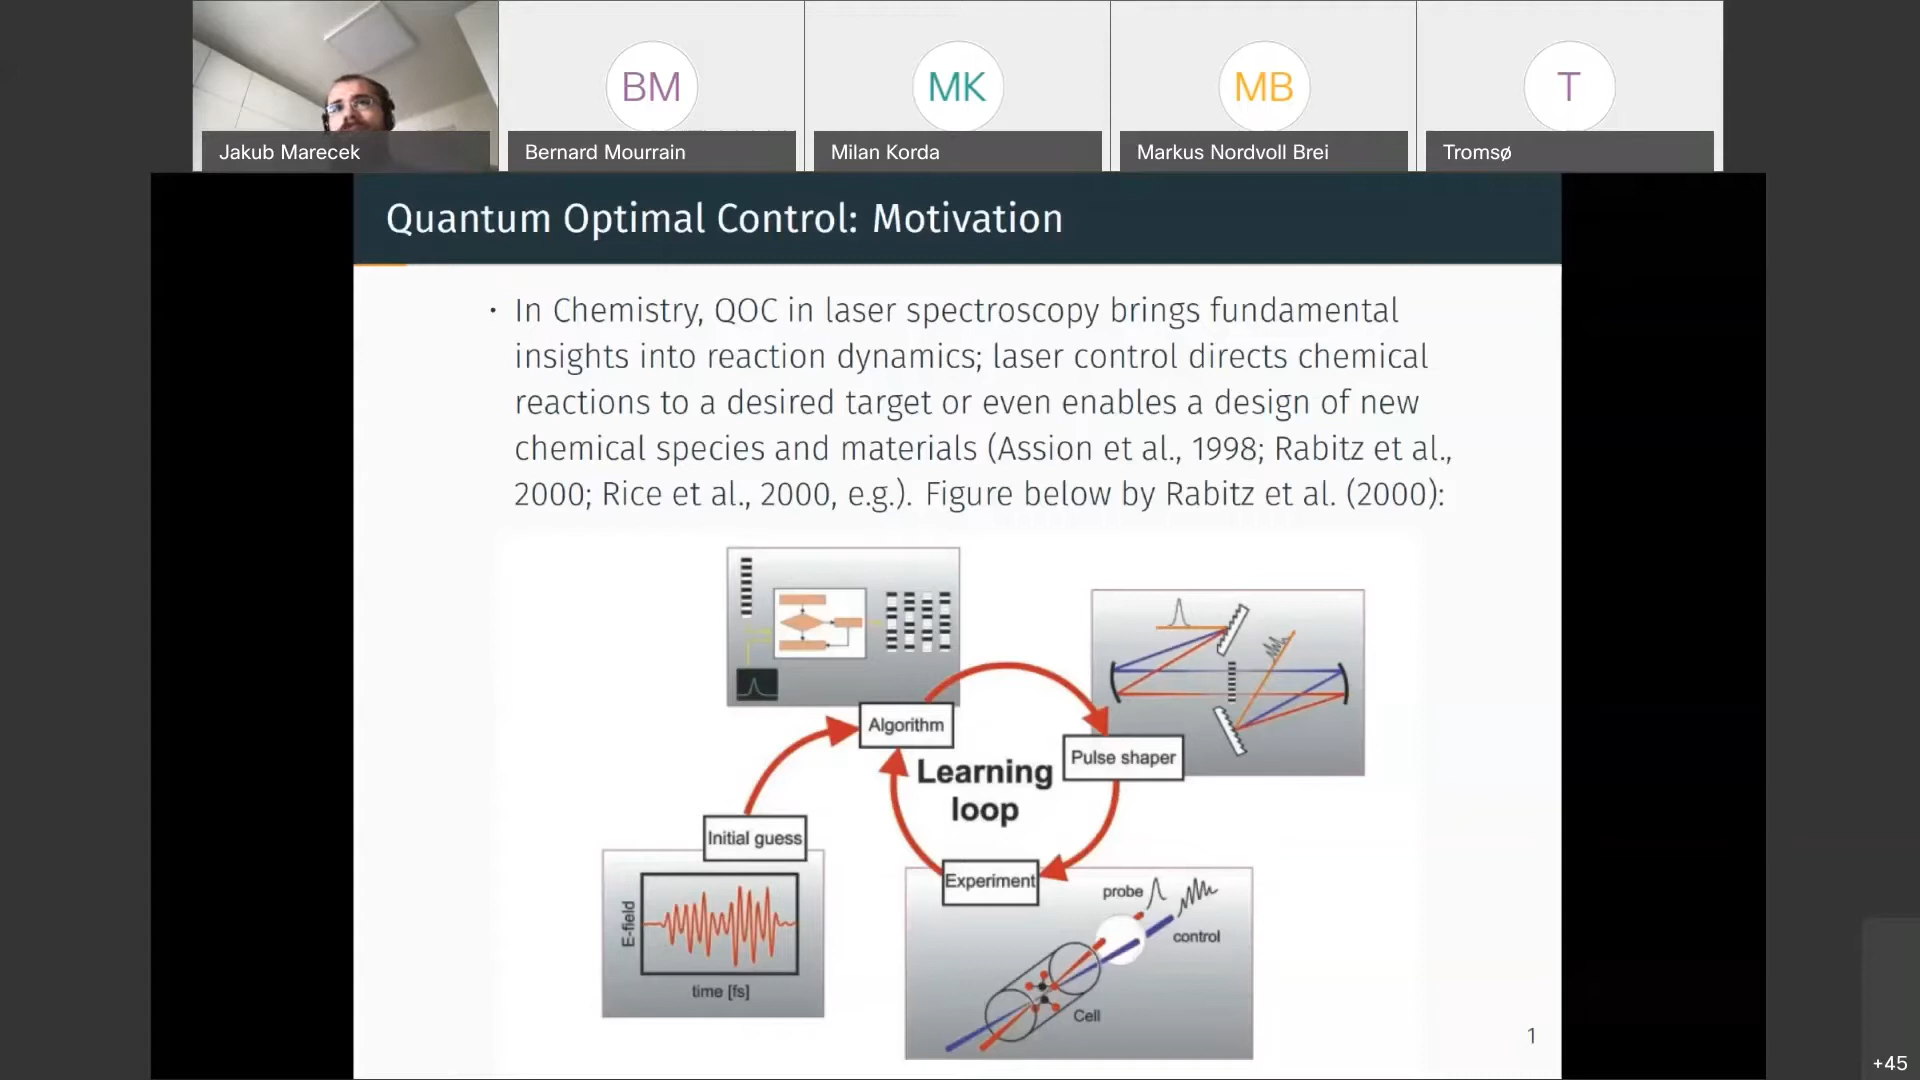 BM
MK
MB
T
Jakub Marecek
Bernard Mourrain
Milan Korda
Markus Nordvoll Brei
Tromsø
Quantum Optimal Control: Motivation
· In Chemistry, QOC in laser spectroscopy brings fundamental
insights into reaction dynamics; laser control directs chemical
reactions to a desired target or even enables a design of new
chemical species and materials (Assion et al., 1998; Rabitz et al.,
2000; Rice et al., 2000, e.g.). Figure below by Rabitz et al. (2000):
Algorithm
Pulse shaper
Learning
loop
Initial guess
Experiment
probe
control
E-field
time [fs]
Cell
1
+45